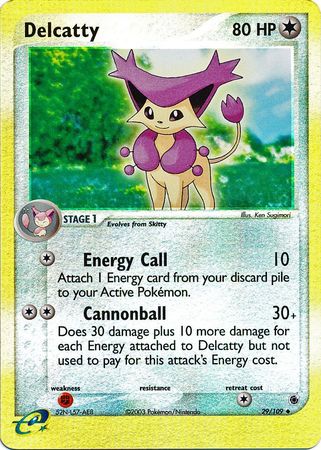 Delcatty 80 HP
Illus. Ken Sugimori
STAGE 1 Evolves from Skitty
Energy Call 10
Attach 1 Energy card from your discard pile
to your Active Pokémon.
Cannonball 30+
Does 30 damage plus 10 more damage for
each Energy attached to Delcatty but not
used to pay for this attack's Energy cost.
weakness resistance retreat cost
52N-L57-AE8 ©2003 Pokémon/Nintendo 29/109
e